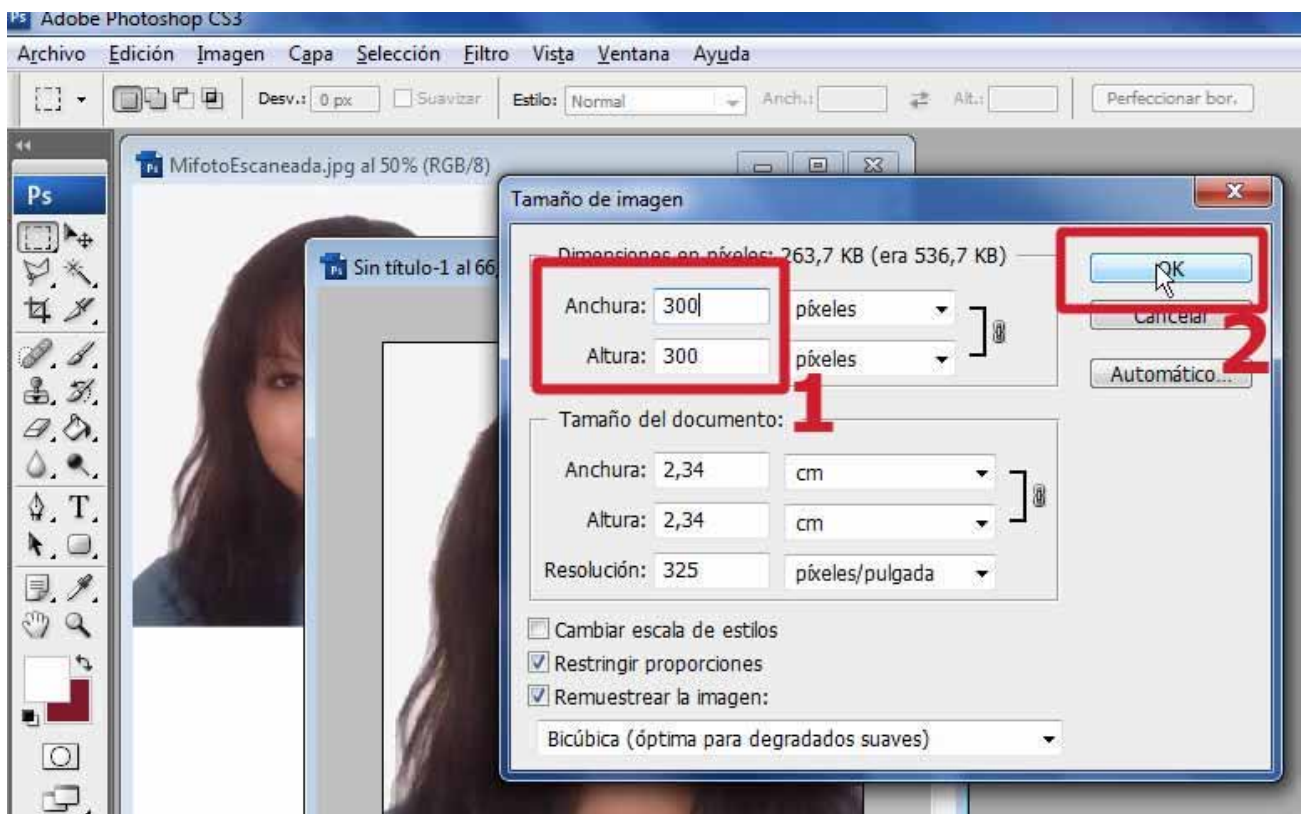 Ps Adobe Photoshop CS3
Archivo Edición Imagen Capa Selección Filtro Vista Ventana Ayuda
Desv.: 0 px Suavizar Estilo: Normal Anch.: Alt.: Perfeccionar bor.
Ps MifotoEscaneada.jpg al 50% (RGB/8)
Ps
Tamaño de imagen
Ps Sin título-1 al 66,
Dimensiones en píxeles: 263,7 KB (era 536,7 KB)
OK
Anchura: 300 píxeles
Cancelar
2
Altura: 300 píxeles
Automático...
1
Tamaño del documento:
Anchura: 2,34 cm
Altura: 2,34 cm
Resolución: 325 píxeles/pulgada
Cambiar escala de estilos
Restringir proporciones
Remuestrear la imagen:
Bicúbica (óptima para degradados suaves)